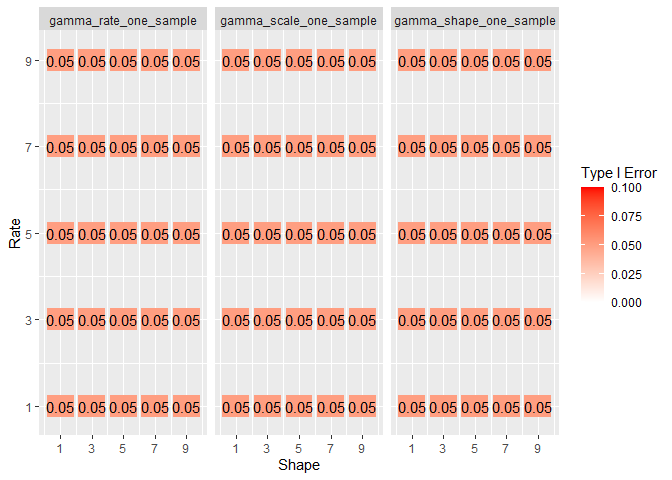 gamma_rate_one_sample gamma_scale_one_sample gamma_shape_one_sample
9 0.05 0.05 0.05 0.05 0.05 0.05 0.05 0.05 0.05 0.05 0.05 0.05 0.05 0.05 0.05
7 0.05 0.05 0.05 0.05 0.05 0.05 0.05 0.05 0.05 0.05 0.05 0.05 0.05 0.05 0.05
5 0.05 0.05 0.05 0.05 0.05 0.05 0.05 0.05 0.05 0.05 0.05 0.05 0.05 0.05 0.05
3 0.05 0.05 0.05 0.05 0.05 0.05 0.05 0.05 0.05 0.05 0.05 0.05 0.05 0.05 0.05
1 0.05 0.05 0.05 0.05 0.05 0.05 0.05 0.05 0.05 0.05 0.05 0.05 0.05 0.05 0.05
1 3 5 7 9 1 3 5 7 9 1 3 5 7 9
Shape
Rate
Type I Error
0.100
0.075
0.050
0.025
0.000